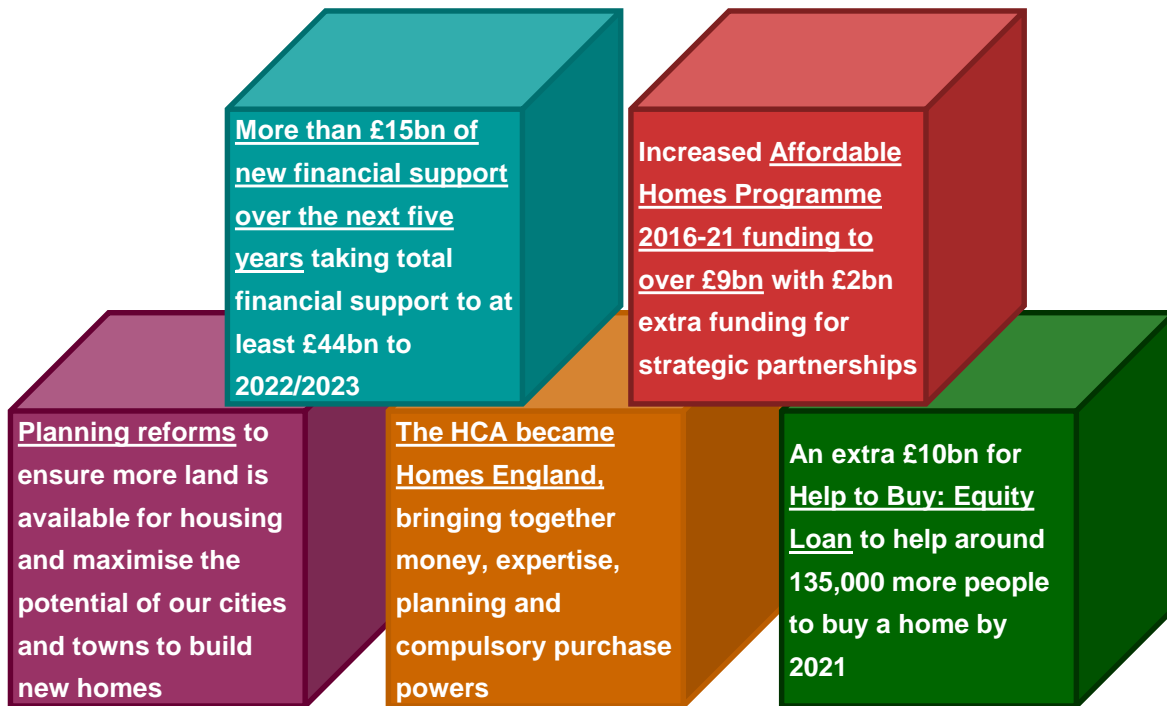 More than £15bn of
new financial support
over the next five
years taking total
financial support to at
least £44bn to
2022/2023
Increased Affordable
Homes Programme
2016-21 funding to
over £9bn with £2bn
extra funding for
strategic partnerships
Planning reforms to
ensure more land is
available for housing
and maximise the
potential of our cities
and towns to build
new homes
The HCA became
Homes England,
bringing together
money, expertise,
planning and
compulsory purchase
powers
An extra £10bn for
Help to Buy: Equity
Loan to help around
135,000 more people
to buy a home by
2021